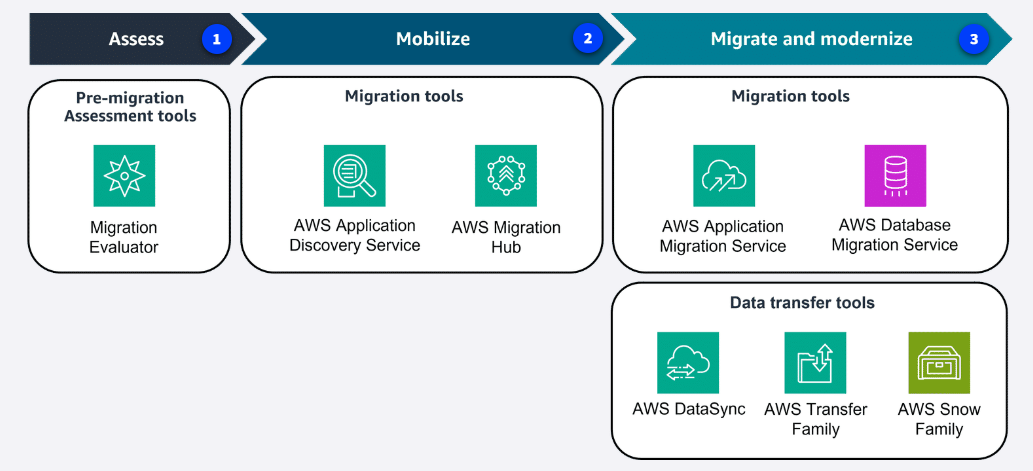 Assess
1
Mobilize
2
Migrate and modernize
3
Pre-migration
Assessment tools
Migration
Evaluator
Migration tools
AWS Application
Discovery Service
AWS Migration
Hub
Migration tools
AWS Application
Migration Service
AWS Database
Migration Service
Data transfer tools
AWS DataSync
AWS Transfer
Family
AWS Snow
Family